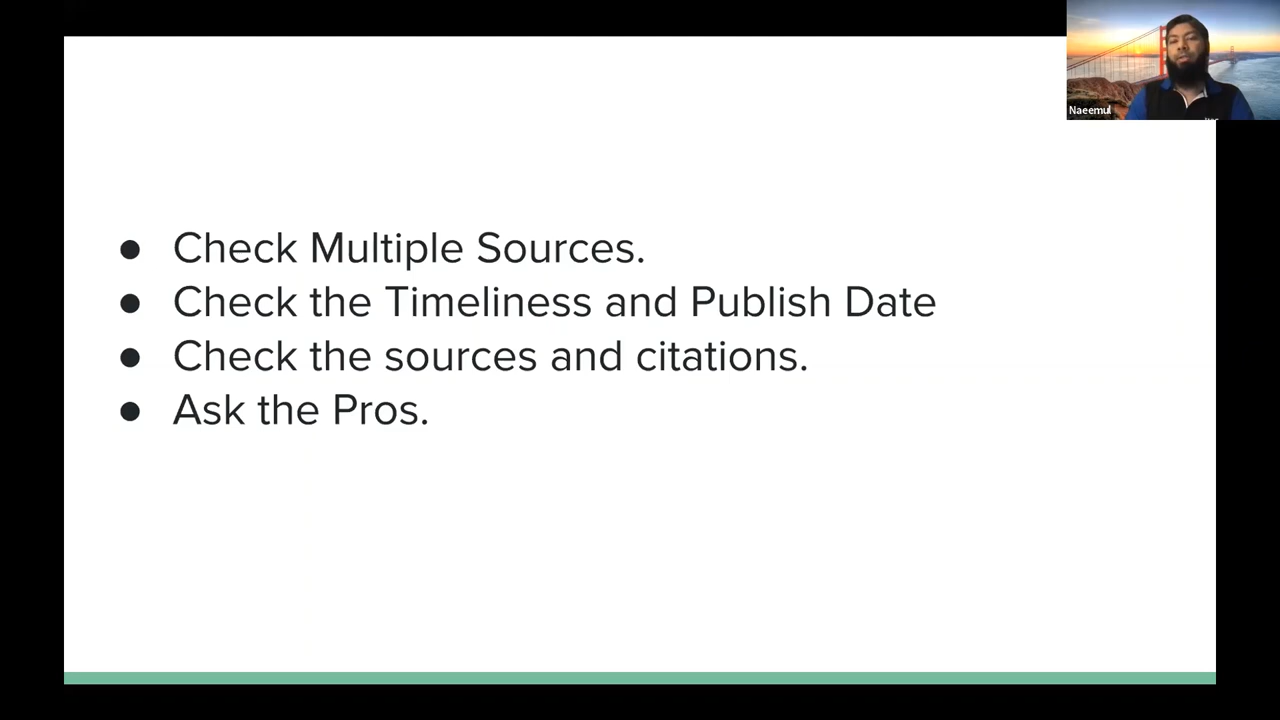 Naeemul
● Check Multiple Sources.
● Check the Timeliness and Publish Date
● Check the sources and citations.
● Ask the Pros.